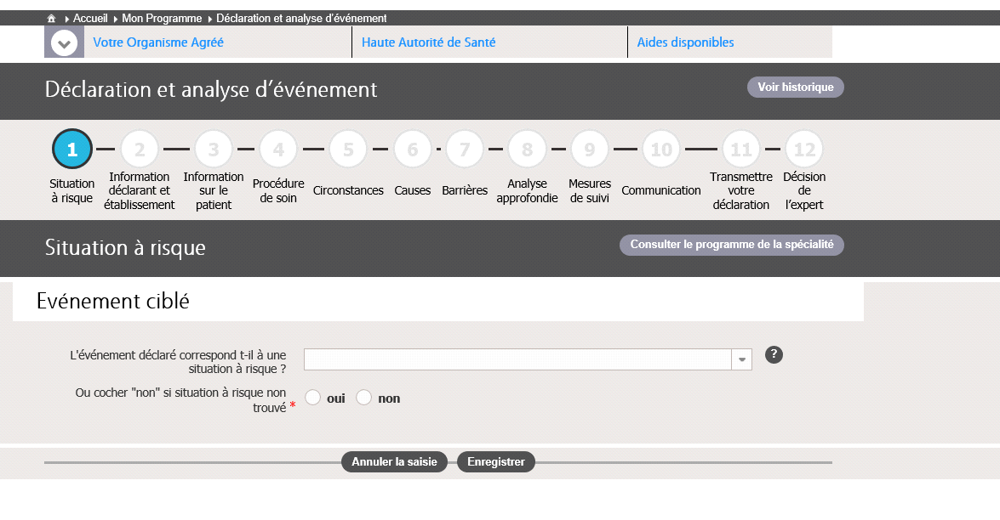 Accueil Mon Programme Déclaration et analyse d'événement
Votre Organisme Agréé Haute Autorité de Santé Aides disponibles
Déclaration et analyse d'événement Voir historique
1 2 3 4 5 6 7 8 9 10 11 12
Situation
à risque
Information
déclarant et
établissement
Information
sur le
patient
Procédure
de soin
Circonstances
Causes
Barrières
Analyse
approfondie
Mesures
de suivi
Communication
Transmettre
votre
déclaration
Décision
de
l'expert
Situation à risque Consulter le programme de la spécialité
Evénement ciblé
L'événement déclaré correspond t-il à une
situation à risque ?
?
Ou cocher "non" si situation à risque non
trouvé *
oui non
Annuler la saisie Enregistrer